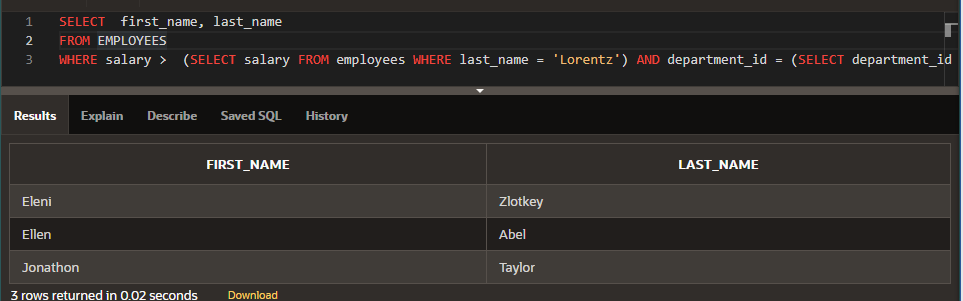 1 SELECT  first_name, last_name
2 FROM EMPLOYEES
3 WHERE salary >  (SELECT salary FROM employees WHERE last_name = 'Lorentz') AND department_id = (SELECT department_id
Results Explain Describe Saved SQL History
FIRST_NAME LAST_NAME
Eleni Zlotkey
Ellen Abel
Jonathon Taylor
3 rows returned in 0.02 seconds Download